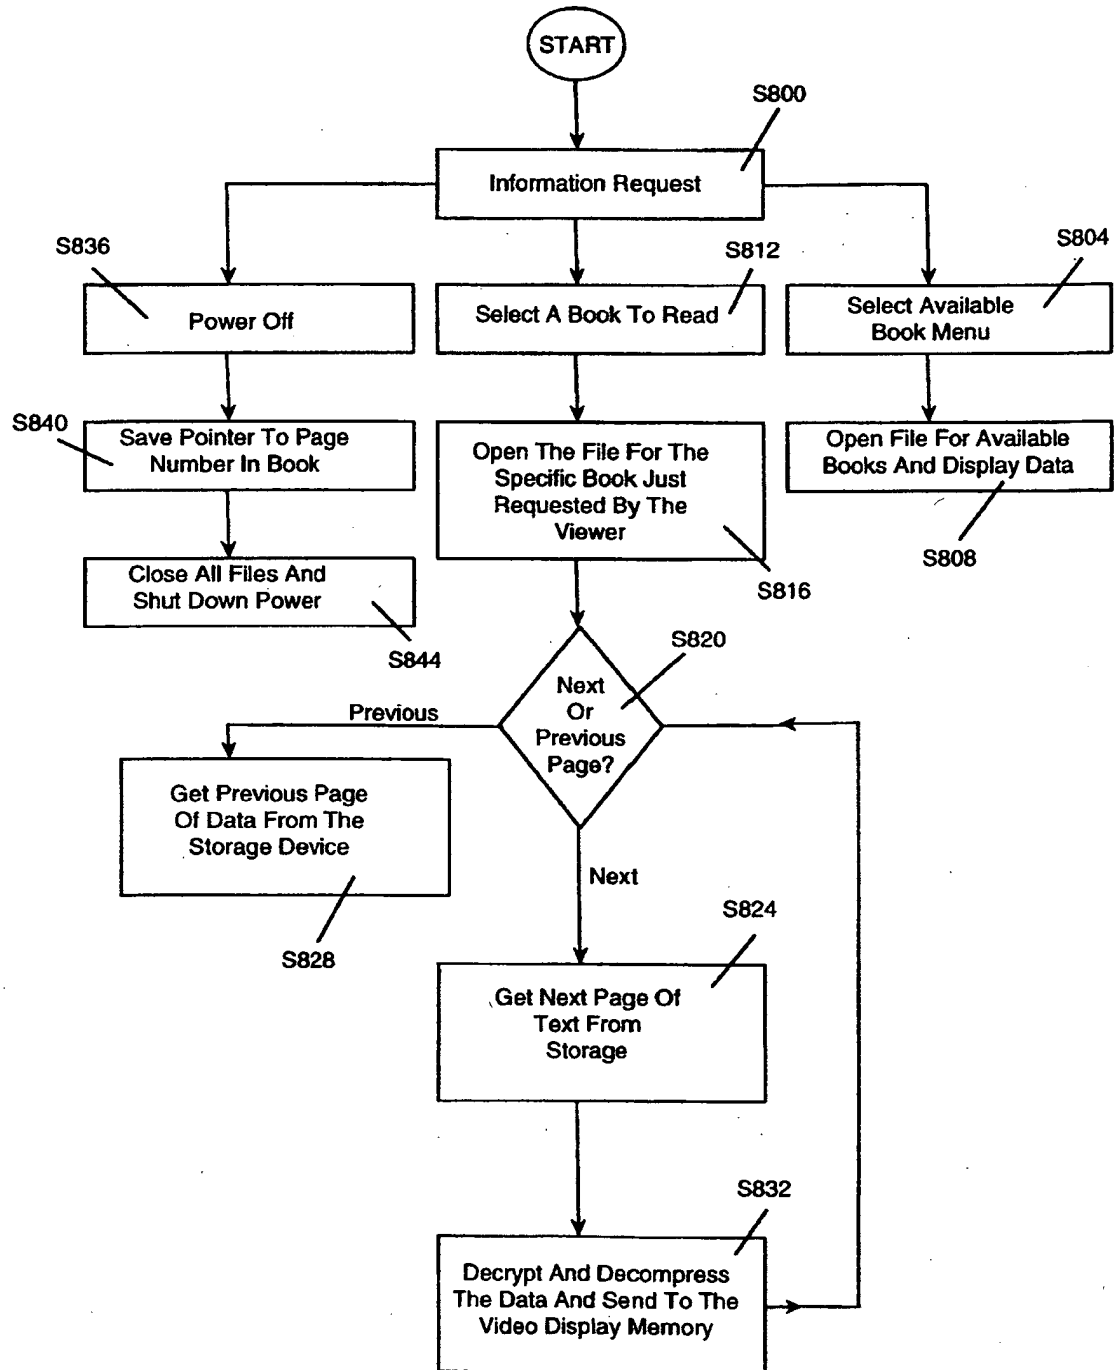 START
S800
Information Request
S836
S812
S804
Power Off
Select A Book To Read
Select Available
Book Menu
S840
Save Pointer To Page
Number In Book
Open The File For The
Specific Book Just
Requested By The
Viewer
Open File For Available
Books And Display Data
S808
S816
Close All Files And
Shut Down Power
S844
S820
Next
Or
Previous
Page?
Previous
Get Previous Page
Of Data From The
Storage Device
S828
Next
S824
Get Next Page Of
Text From
Storage
S832
Decrypt And Decompress
The Data And Send To The
Video Display Memory